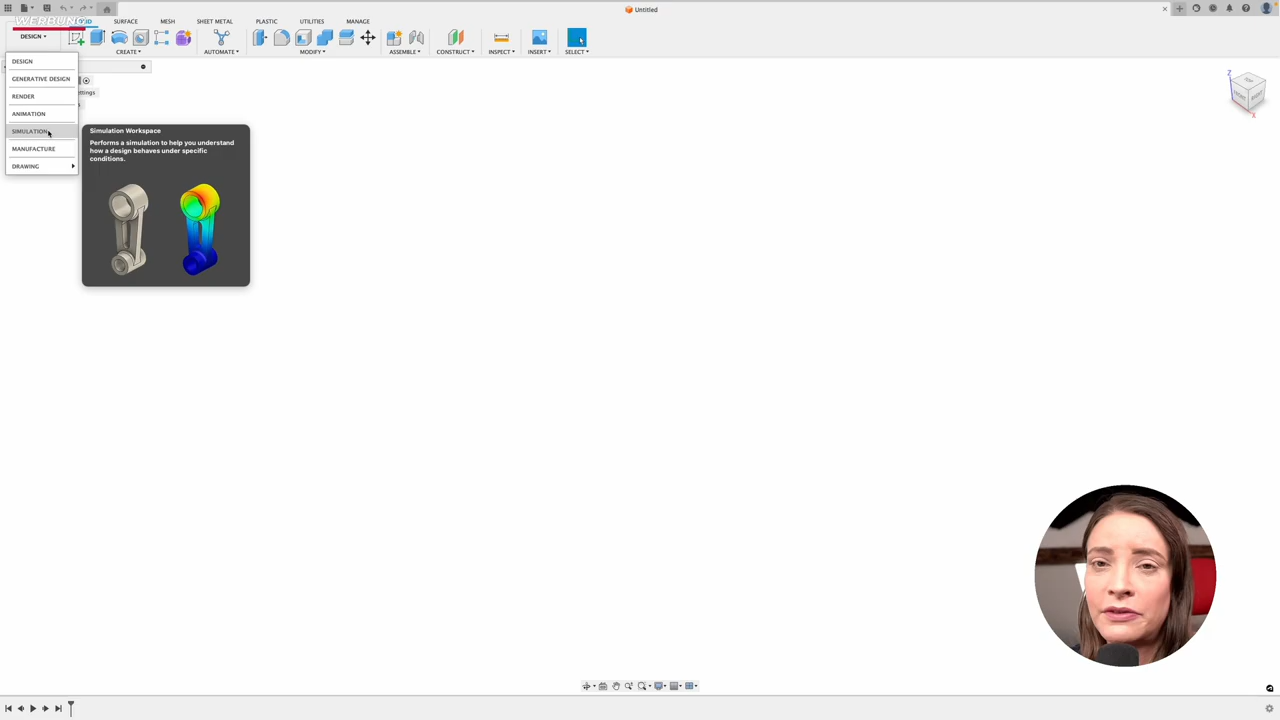 Untitled
WERBUNG
SURFACE
MESH
SHEET METAL
PLASTIC
UTILITIES
MANAGE
DESIGN
CREATE
AUTOMATE
MODIFY
ASSEMBLE
CONSTRUCT
INSPECT
INSERT
SELECT
DESIGN
GENERATIVE DESIGN
RENDER
ANIMATION
SIMULATION
MANUFACTURE
DRAWING
Simulation Workspace
Performs a simulation to help you understand
how a design behaves under specific
conditions.
Z
X